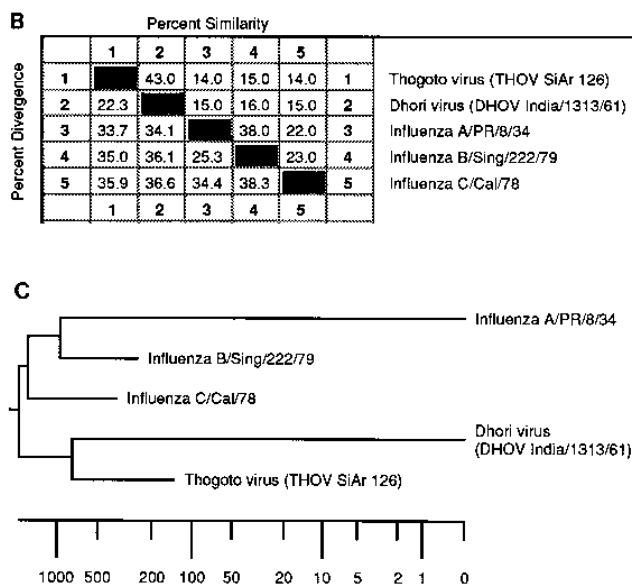 B
Percent Similarity
Percent Divergence
1 2 3 4 5
1 43.0 14.0 15.0 14.0 1 Thogoto virus (THOV SiAr 126)
2 22.3 15.0 16.0 15.0 2 Dhori virus (DHOV India/1313/61)
3 33.7 34.1 38.0 22.0 3 Influenza A/PR/8/34
4 35.0 36.1 25.3 23.0 4 Influenza B/Sing/222/79
5 35.9 36.6 34.4 38.3 5 Influenza C/Cal/78
1 2 3 4 5
C
Influenza A/PR/8/34
Influenza B/Sing/222/79
Influenza C/Cal/78
Dhori virus
(DHOV India/1313/61)
Thogoto virus (THOV SiAr 126)
1000 500 200 100 50 20 10 5 2 1 0